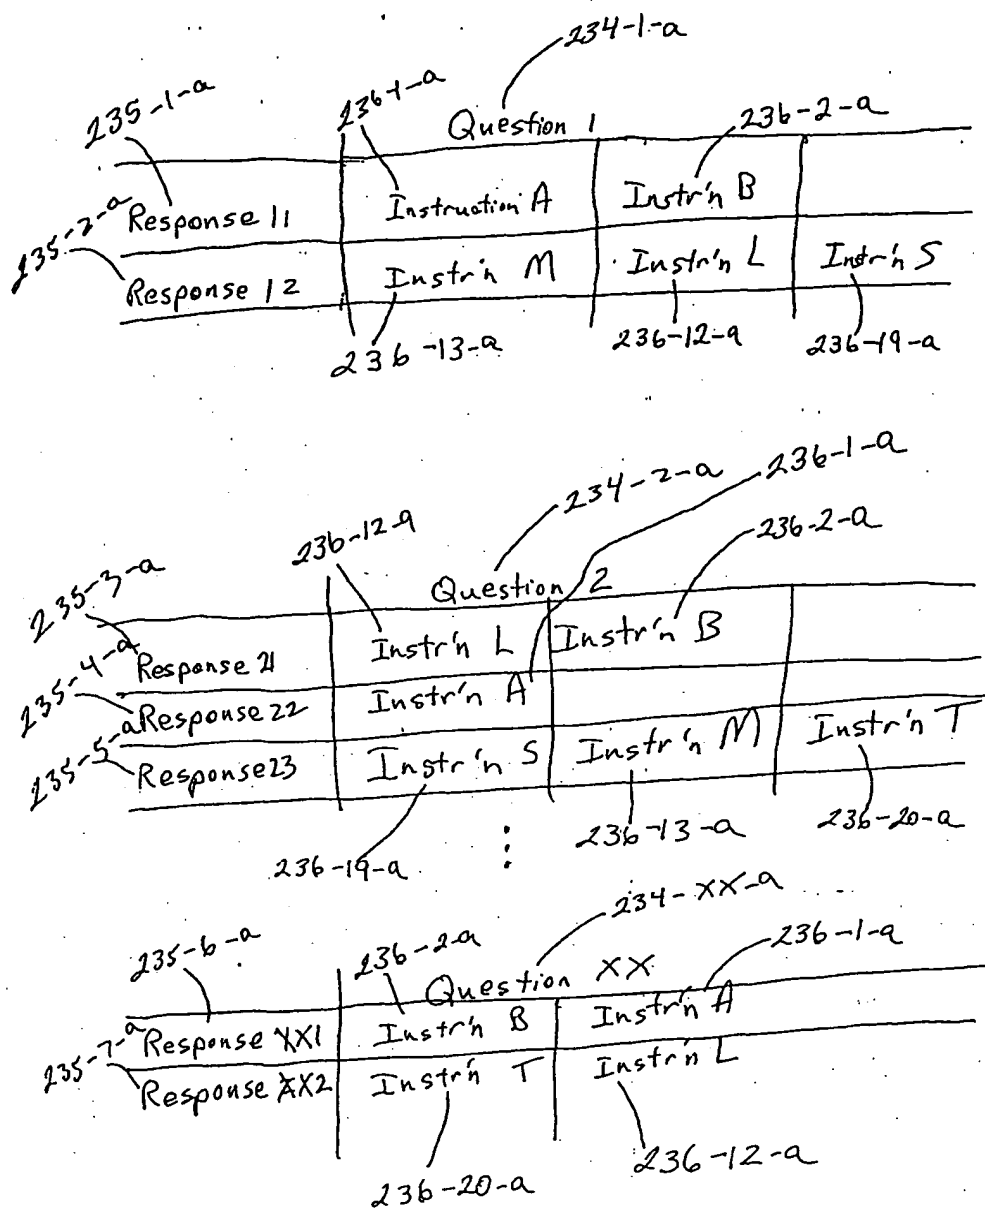 234-1-a
235-1-a 236-1-a Question 1 236-2-a
235-2-a Response 11 Instruction A Instr'n B
Response 12 Instr'n M Instr'n L Instr'n S
236-13-a 236-12-a 236-19-a
234-2-a 236-1-a
236-12-a 236-2-a
235-3-a Question 2
235-4-a Response 21 Instr'n L Instr'n B
Response 22 Instr'n A
235-5-a Response 23 Instr'n S Instr'n M Instr'n T
236-19-a 236-13-a 236-20-a
234-XX-a
235-6-a 236-2-a Question XX 236-1-a
235-7-a Response XX1 Instr'n B Instr'n A
Response XX2 Instr'n T Instr'n L
236-20-a 236-12-a